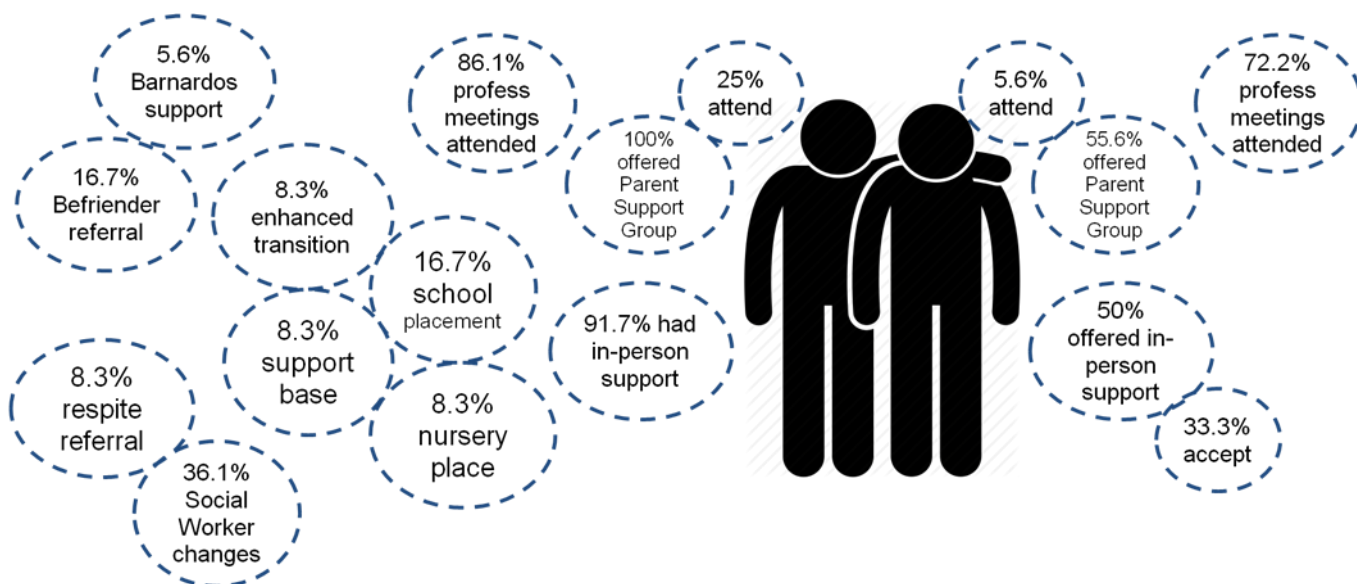 5.6%
Barnardos
support
86.1%
profess
meetings
attended
25%
attend
5.6%
attend
72.2%
profess
meetings
attended
16.7%
Befriender
referral
8.3%
enhanced
transition
100%
offered
Parent
Support
Group
55.6%
offered
Parent
Support
Group
16.7%
school
placement
8.3%
support
base
91.7% had
in-person
support
50%
offered in-
person
support
8.3%
respite
referral
8.3%
nursery
place
33.3%
accept
36.1%
Social
Worker
changes